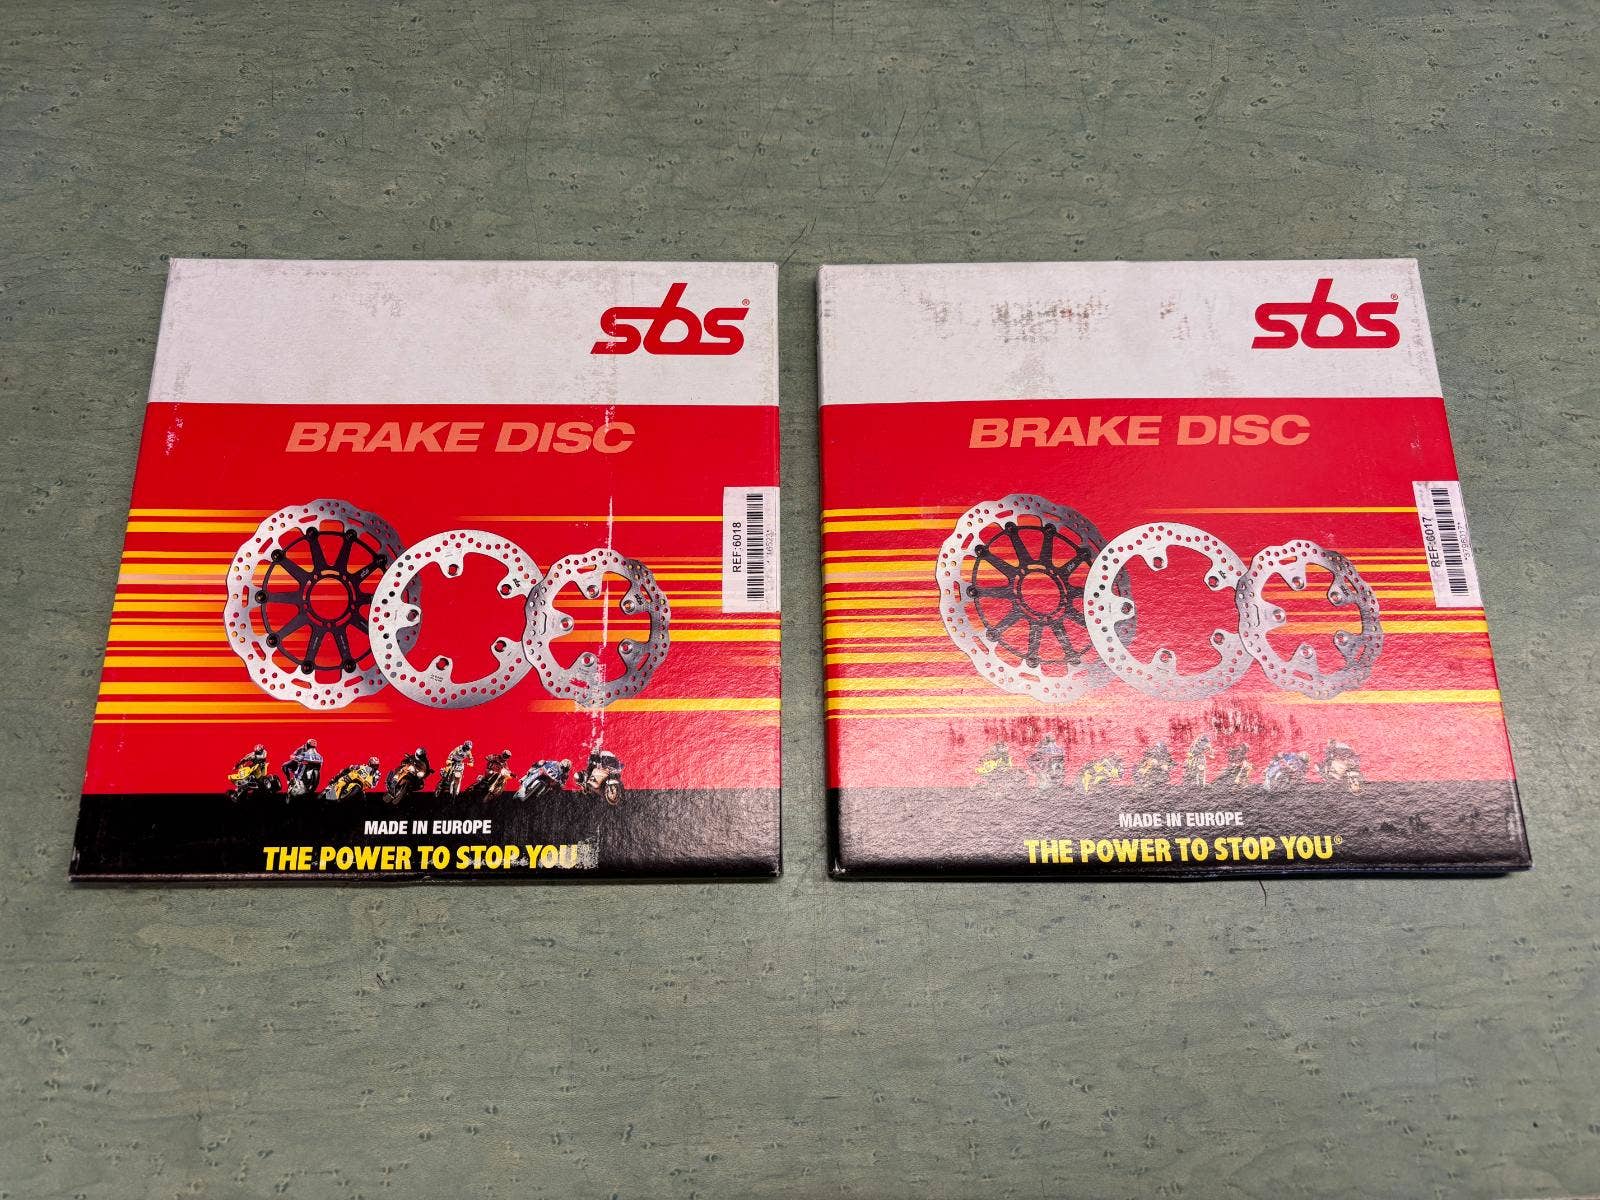 sbs®
BRAKE DISC
REF:6018
MADE IN EUROPE
THE POWER TO STOP YOU
sbs®
BRAKE DISC
REF:6017
MADE IN EUROPE
THE POWER TO STOP YOU®